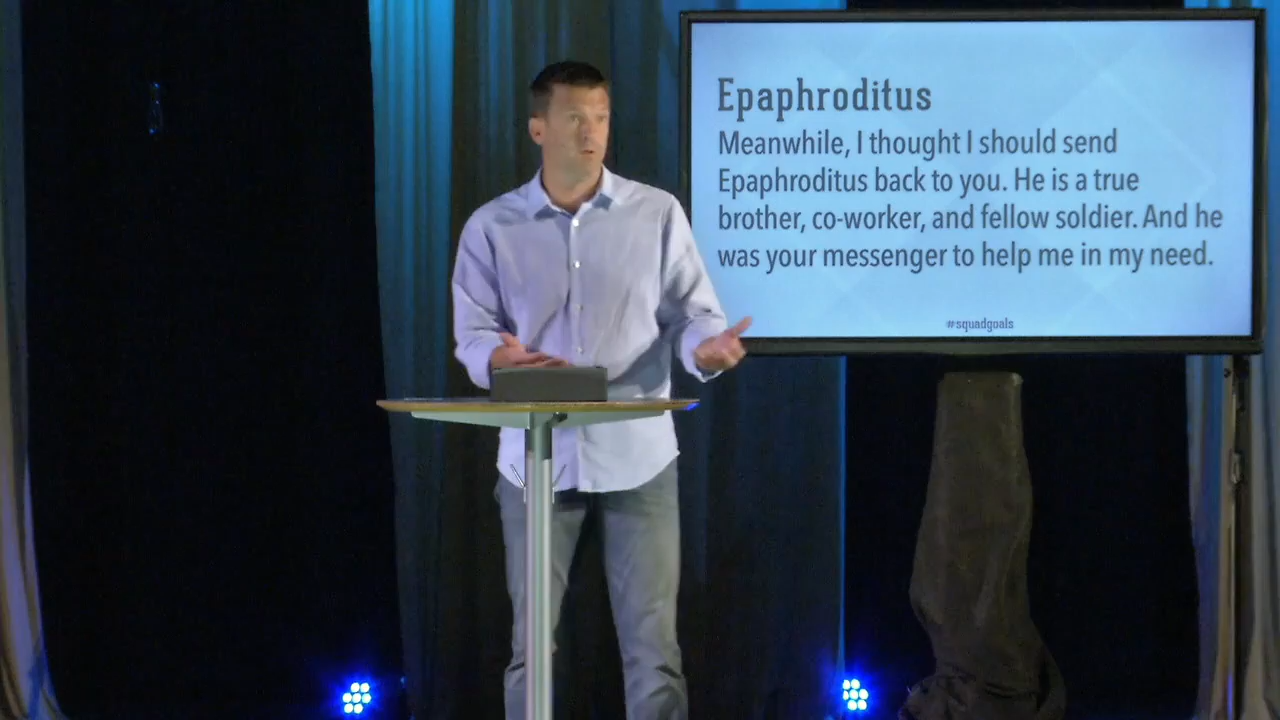 Epaphroditus
Meanwhile, I thought I should send
Epaphroditus back to you. He is a true
brother, co-worker, and fellow soldier. And he
was your messenger to help me in my need.
#squadgoals